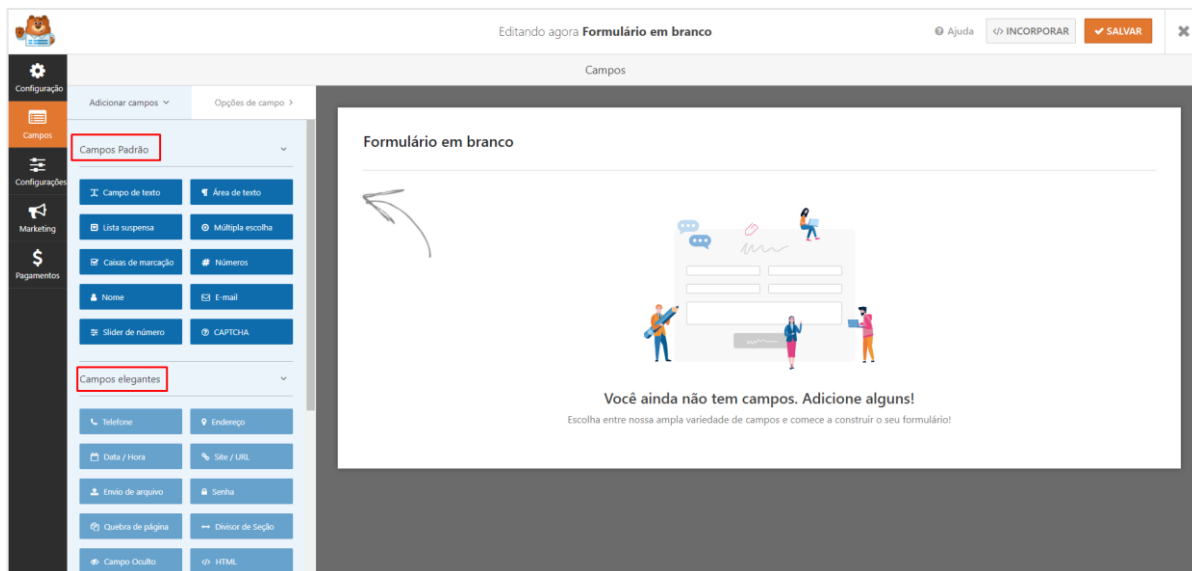 Editando agora Formulário em branco
Ajuda
</> INCORPORAR
SALVAR
Configuração
Campos
Configurações
Marketing
Pagamentos
Campos
Adicionar campos
Opções de campo
Campos Padrão
Campo de texto
Área de texto
Lista suspensa
Múltipla escolha
Caixas de marcação
Números
Nome
E-mail
Slider de número
CAPTCHA
Campos elegantes
Telefone
Endereço
Data / Hora
Site / URL
Envio de arquivo
Senha
Quebra de página
Divisor de Seção
Campo Oculto
</> HTML
Formulário em branco
Você ainda não tem campos. Adicione alguns!
Escolha entre nossa ampla variedade de campos e comece a construir o seu formulário!